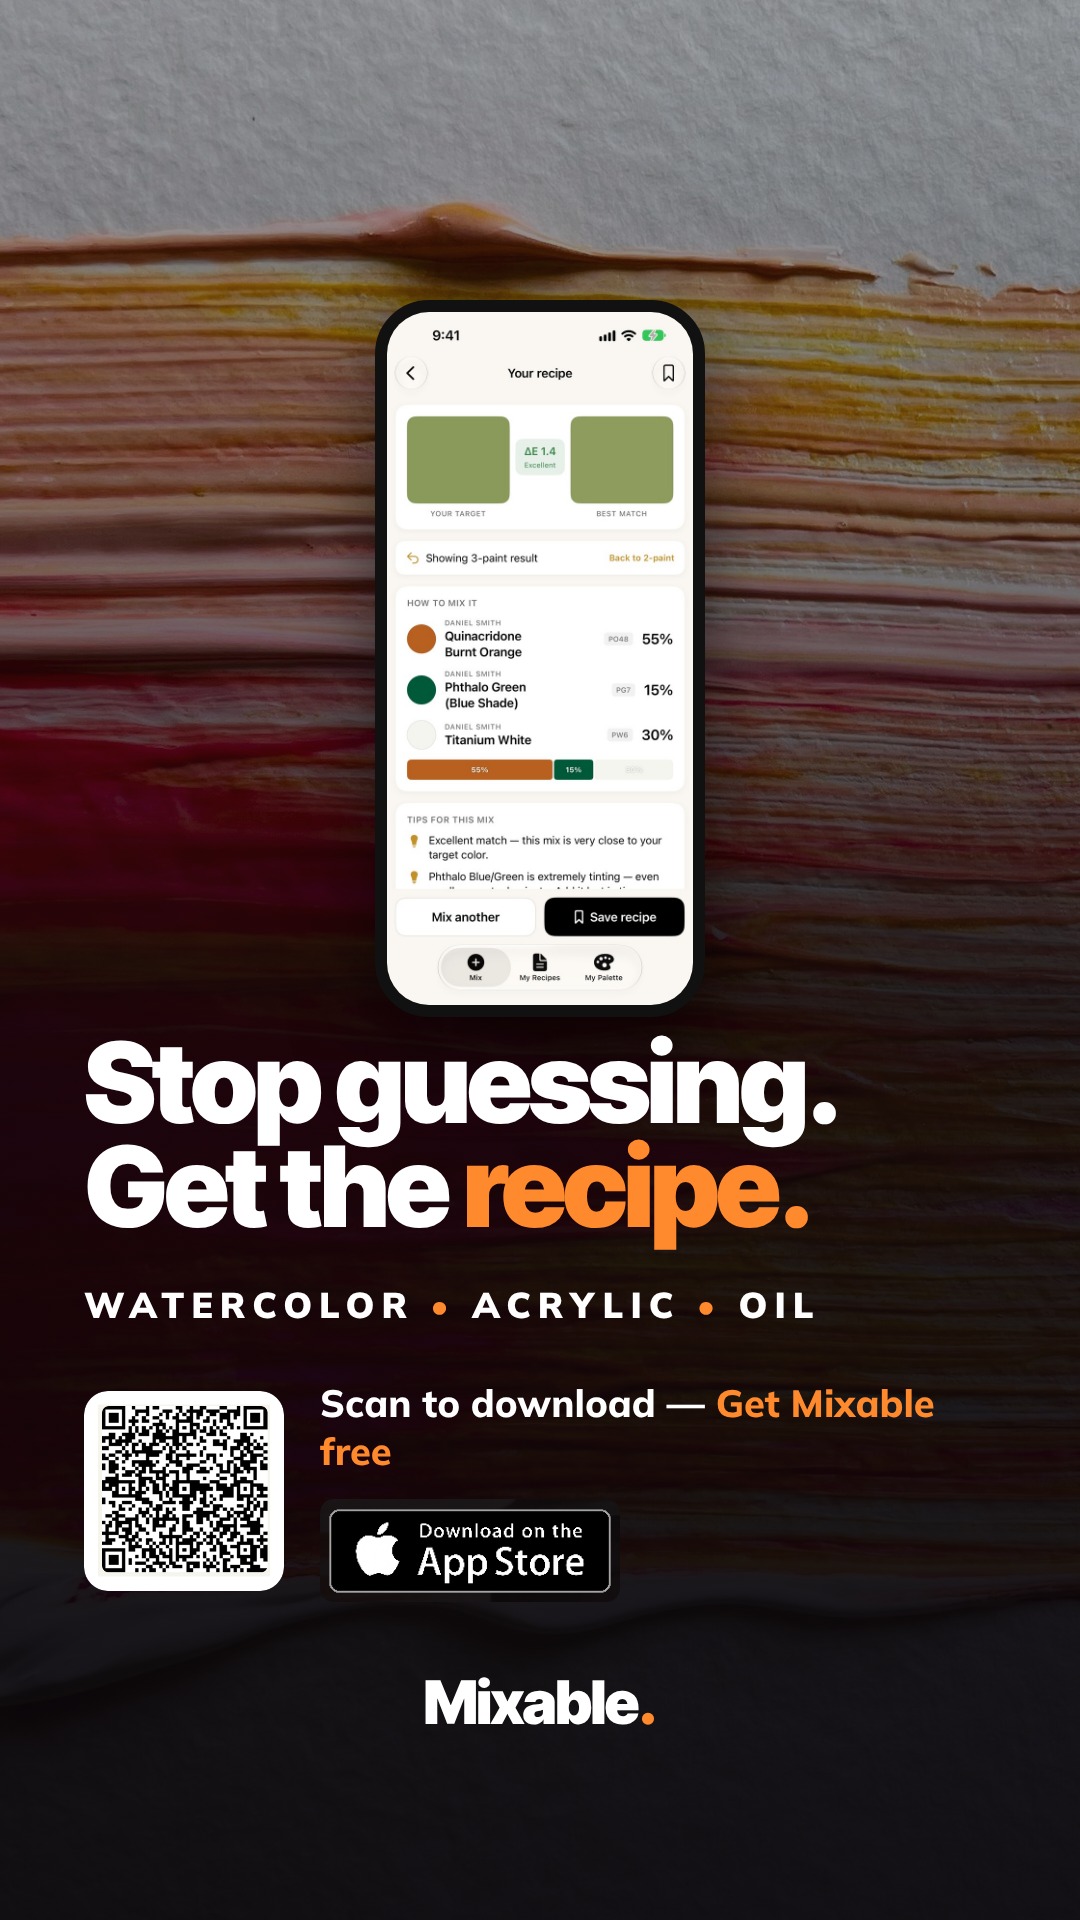 9:41
Your recipe
ΔE 1.4
Excellent
YOUR TARGET
BEST MATCH
Showing 3-paint result
Back to 2-paint
HOW TO MIX IT
DANIEL SMITH
Quinacridone
Burnt Orange
PO48
55%
DANIEL SMITH
Phthalo Green
(Blue Shade)
PG7
15%
DANIEL SMITH
Titanium White
PW6
30%
55%
15%
TIPS FOR THIS MIX
Excellent match — this mix is very close to your
target color.
Phthalo Blue/Green is extremely tinting — even
Mix another
Save recipe
Mix
My Recipes
My Palette
Stop guessing.
Get the recipe.
WATERCOLOR • ACRYLIC • OIL
Scan to download — Get Mixable
free
Download on the
App Store
Mixable.